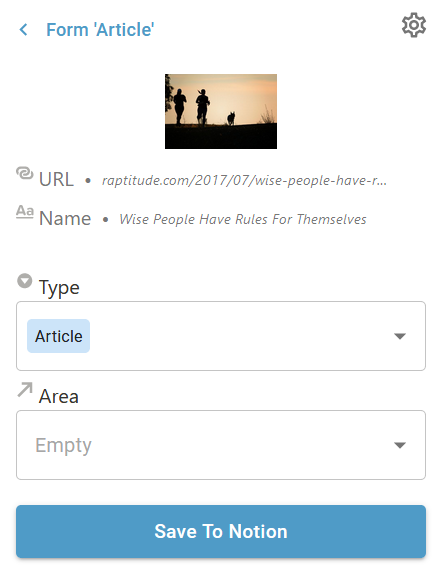 Form 'Article'
URL • raptitude.com/2017/07/wise-people-have-r...
Aa Name • Wise People Have Rules For Themselves
Type
Article
Area
Empty
Save To Notion